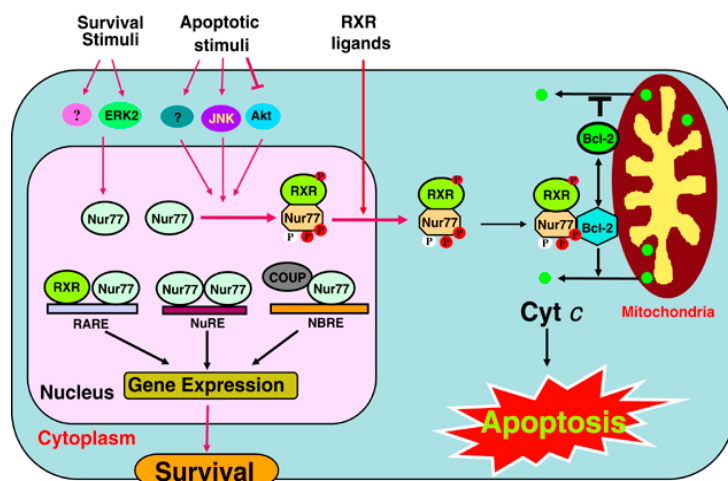 Survival
Stimuli
Apoptotic
stimuli
RXR
ligands
?
ERK2
?
JNK
Akt
Bcl-2
RXR
P
Nur77
P
P
P
Nur77
Nur77
RXR
P
Nur77
P
P
P
RXR
P
Nur77
P
P
P
Bcl-2
RXR
Nur77
RARE
Nur77
Nur77
NuRE
COUP
Nur77
NBRE
Cyt c
Mitochondria
Nucleus
Gene Expression
Apoptosis
Cytoplasm
Survival